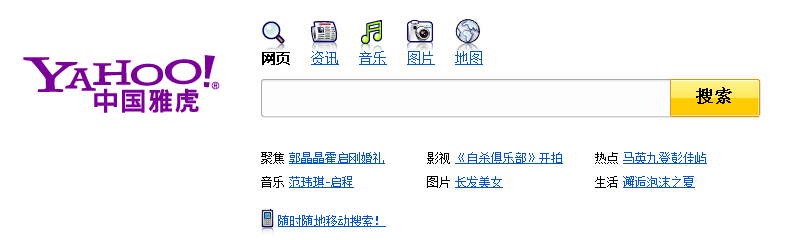 YAHOO!®
中国雅虎
网页 资讯 音乐 图片 地图
搜索
聚焦 郭晶晶霍启刚婚礼 影视 《自杀俱乐部》开拍 热点 马英九登彭佳屿
音乐 范玮琪-启程 图片 长发美女 生活 邂逅泡沫之夏
随时随地移动搜索!